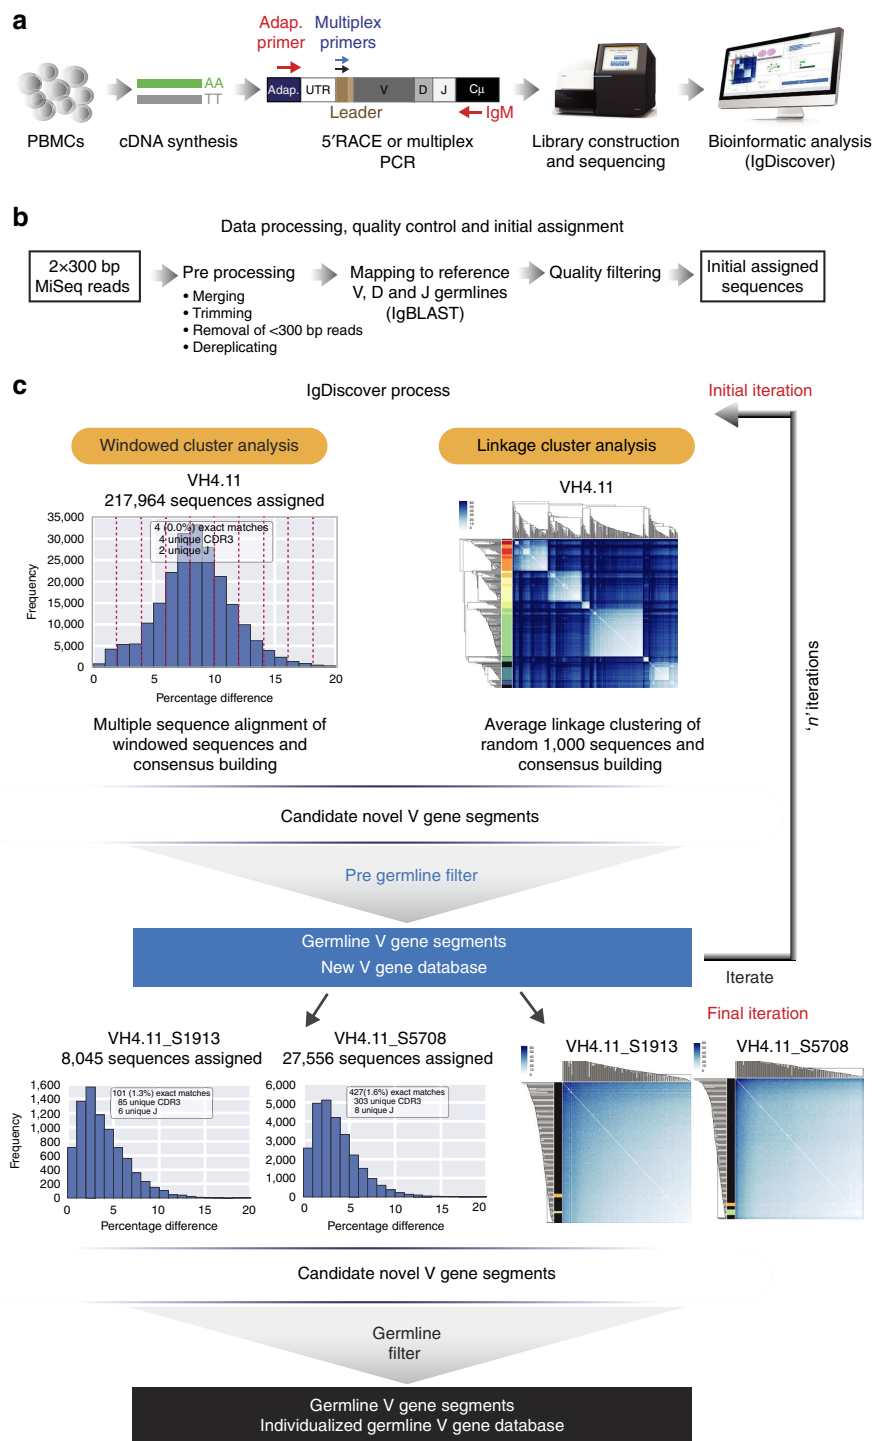 a
Adap.
primer
Multiplex
primers
AA
TT
Adap.
UTR
V
D
J
Cμ
Leader
IgM
PBMCs
cDNA synthesis
5′RACE or multiplex
PCR
Library construction
and sequencing
Bioinformatic analysis
(IgDiscover)
b
Data processing, quality control and initial assignment
2×300 bp
MiSeq reads
Pre processing
• Merging
• Trimming
• Removal of <300 bp reads
• Dereplicating
Mapping to reference
V, D and J germlines
(IgBLAST)
Quality filtering
Initial assigned
sequences
c
IgDiscover process
Initial iteration
Windowed cluster analysis
Linkage cluster analysis
VH4.11
217,964 sequences assigned
4 (0.0%) exact matches
4 unique CDR3
2 unique J
35,000
30,000
25,000
20,000
15,000
10,000
5,000
0
Frequency
0 5 10 15 20
Percentage difference
VH4.11
Multiple sequence alignment of
windowed sequences and
consensus building
Average linkage clustering of
random 1,000 sequences and
consensus building
'n' iterations
Candidate novel V gene segments
Pre germline filter
Germline V gene segments
New V gene database
Iterate
Final iteration
VH4.11_S1913
8,045 sequences assigned
101 (1.3%) exact matches
85 unique CDR3
6 unique J
1,600
1,400
1,200
1,000
800
600
400
200
0
Frequency
0 5 10 15 20
Percentage difference
VH4.11_S5708
27,556 sequences assigned
427(1.6%) exact matches
303 unique CDR3
8 unique J
6,000
5,000
4,000
3,000
2,000
1,000
0
0 5 10 15 20
Percentage difference
VH4.11_S1913
VH4.11_S5708
Candidate novel V gene segments
Germline
filter
Germline V gene segments
Individualized germline V gene database